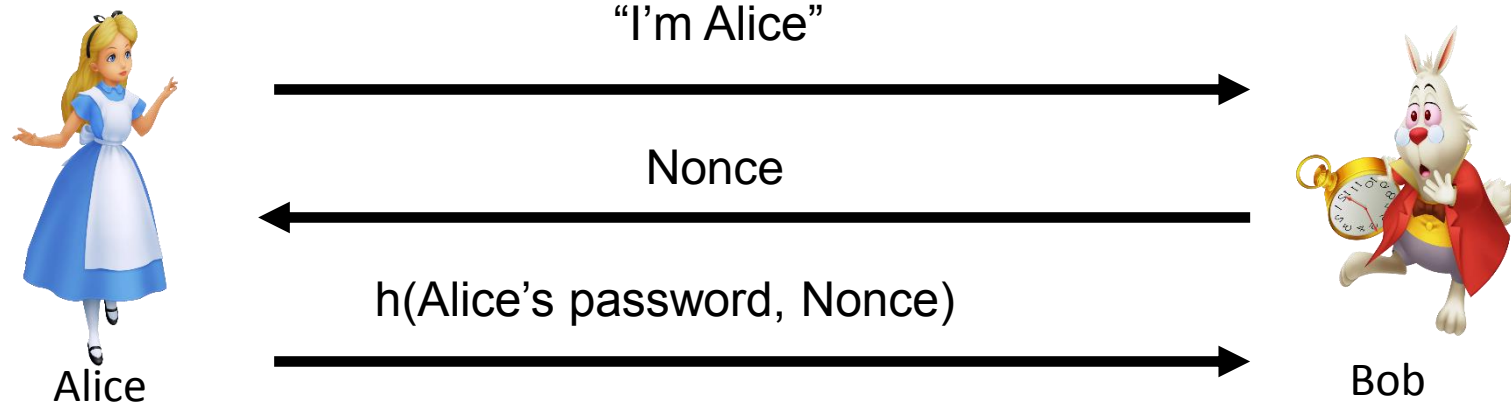 “I’m Alice”
Nonce
h(Alice’s password, Nonce)
Alice
Bob